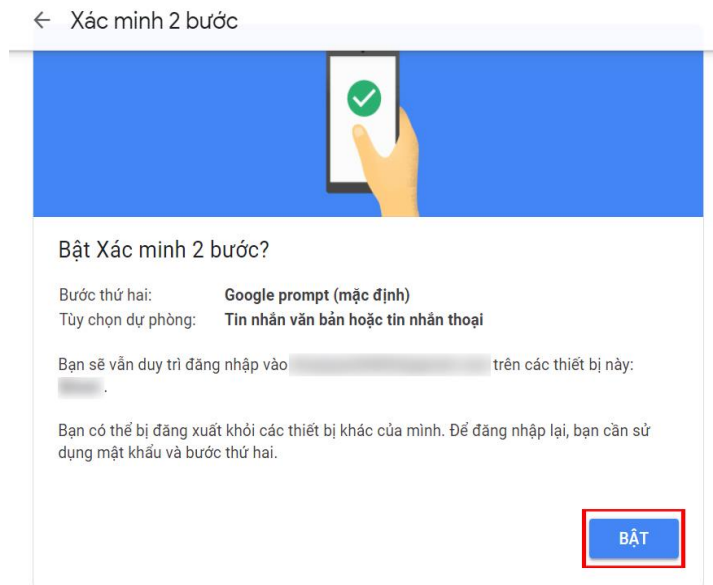 Xác minh 2 bước
Bật Xác minh 2 bước?
Bước thứ hai: Google prompt (mặc định)
Tùy chọn dự phòng: Tin nhắn văn bản hoặc tin nhắn thoại
Bạn sẽ vẫn duy trì đăng nhập vào trên các thiết bị này:
.
Bạn có thể bị đăng xuất khỏi các thiết bị khác của mình. Để đăng nhập lại, bạn cần sử
dụng mật khẩu và bước thứ hai.
BẬT